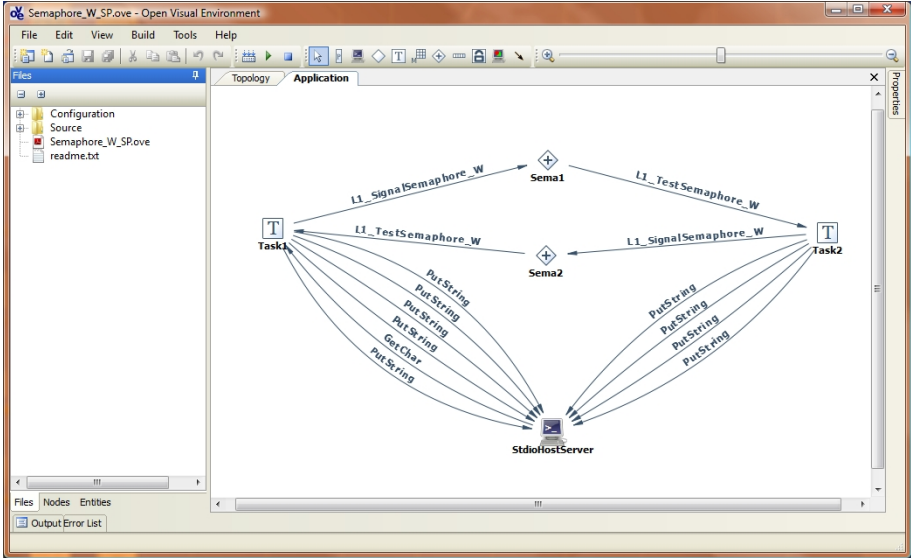 Semaphore_W_SP.ove - Open Visual Environment
File Edit View Build Tools Help
Files
Topology Application
Properties
Configuration
Source
Semaphore_W_SP.ove
readme.txt
Sema1
L1_SignalSemaphore_W
L1_TestSemaphore_W
T
Task1
L1_TestSemaphore_W
L1_SignalSemaphore_W
T
Task2
Sema2
PutString
PutString
PutString
PutString
GetChar
PutString
PutString
PutString
PutString
PutString
StdioHostServer
Files Nodes Entities
Output Error List